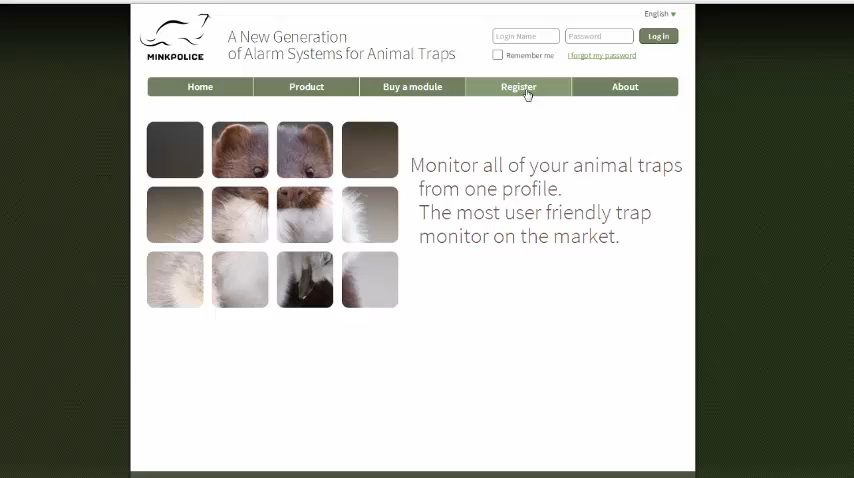 English
MINKPOLICE
A New Generation
of Alarm Systems for Animal Traps
Login Name
Password
Log in
Remember me
I forgot my password
Home
Product
Buy a module
Register
About
Monitor all of your animal traps
from one profile.
The most user friendly trap
monitor on the market.